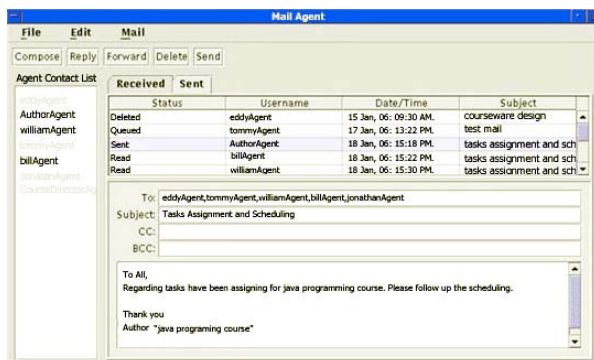 Mail Agent
File Edit Mail
Compose Reply Forward Delete Send
Agent Contact List
eddyAgent
AuthorAgent
williamAgent
tommyAgent
billAgent
JonatanAgent
CourseDirectorAg
Received Sent
Status Username Date/Time Subject
Deleted eddyAgent 15 Jan, 06: 09:30 AM. courseware design
Queued tommyAgent 17 Jan, 06: 13:22 PM. test mail
Sent AuthorAgent 18 Jan, 06: 15:18 PM. tasks assignment and sch
Read billAgent 18 Jan, 06: 15:22 PM. tasks assignment and sch
Read williamAgent 18 Jan, 06: 15:30 PM. tasks assignment and sch
To: eddyAgent,tommyAgent,williamAgent,billAgent,jonathanAgent
Subject: Tasks Assignment and Scheduling
CC:
BCC:
To All,
Regarding tasks have been assigning for java programming course. Please follow up the scheduling.
Thank you
Author "java programing course"